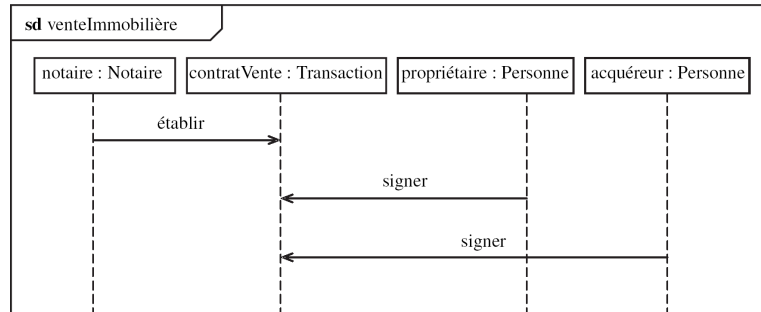 sd venteImmobilière
notaire : Notaire
contratVente : Transaction
propriétaire : Personne
acquéreur : Personne
établir
signer
signer